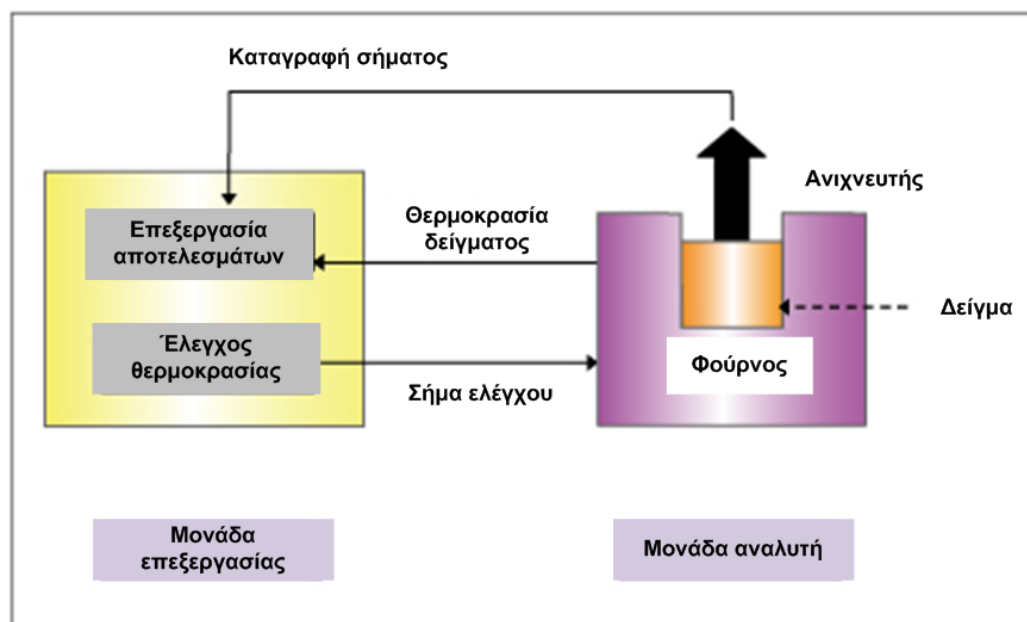 Καταγραφή σήματος
Ανιχνευτής
Επεξεργασία
αποτελεσμάτων
Θερμοκρασία
δείγματος
Δείγμα
Έλεγχος
θερμοκρασίας
Φούρνος
Σήμα ελέγχου
Μονάδα
επεξεργασίας
Μονάδα αναλυτή